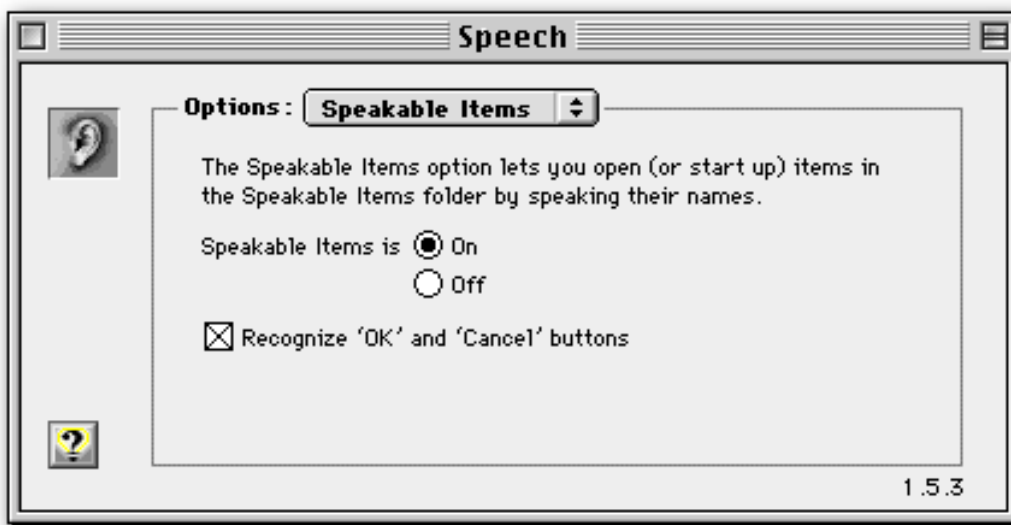 Speech
Options: Speakable Items
The Speakable Items option lets you open (or start up) items in
the Speakable Items folder by speaking their names.
Speakable Items is On
Off
Recognize ‘OK’ and ‘Cancel’ buttons
?
1.5.3